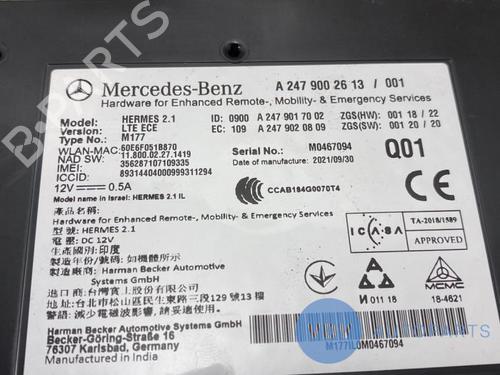 Mercedes-Benz A 247 900 26 13 / 001
Hardware for Enhanced Remote-, Mobility- & Emergency Services
Model: HERMES 2.1 ID: 0900 A 247 901 77 02 ZGS(HW): 001 18 / 22
Version: LTE ECE EC: 109 A 247 902 08 09 ZGS(SW): 001 20 / 20
Type No.: M177
WLAN-MAC: 60E6F051B870 Serial No.: M0467094
NAD SW: 11.800.02.27.1419 Date: 2021/09/30 Q01
IMEI: 356287107109335
ICCID: 89314404000999311294
12V 0.5A CCAB184G0070T4
Model name in Israel: HERMES 2.1 IL
產品名稱:
Hardware for Enhanced Remote-, Mobility- & Emergency Services
型號: HERMES 2.1
電壓: DC 12V
生產國別: 印度
製造年份/號碼: 如機體所示
製造商名稱: Harman Becker Automotive
Systems GmbH
進口商: 台灣賓士股份有限公司
地址: 台北市松山區民生東路三段129號13樓
警語: 減少電磁波影響, 請妥適使用。
ICASA
TA-2018/1589
APPROVED
И 011 18
MCMC
18-4621
Harman Becker Automotive Systems GmbH
Becker-Göring-Straße 16
76307 Karlsbad, Germany
Manufactured in India
M177IL0M0467094
B-PARTS